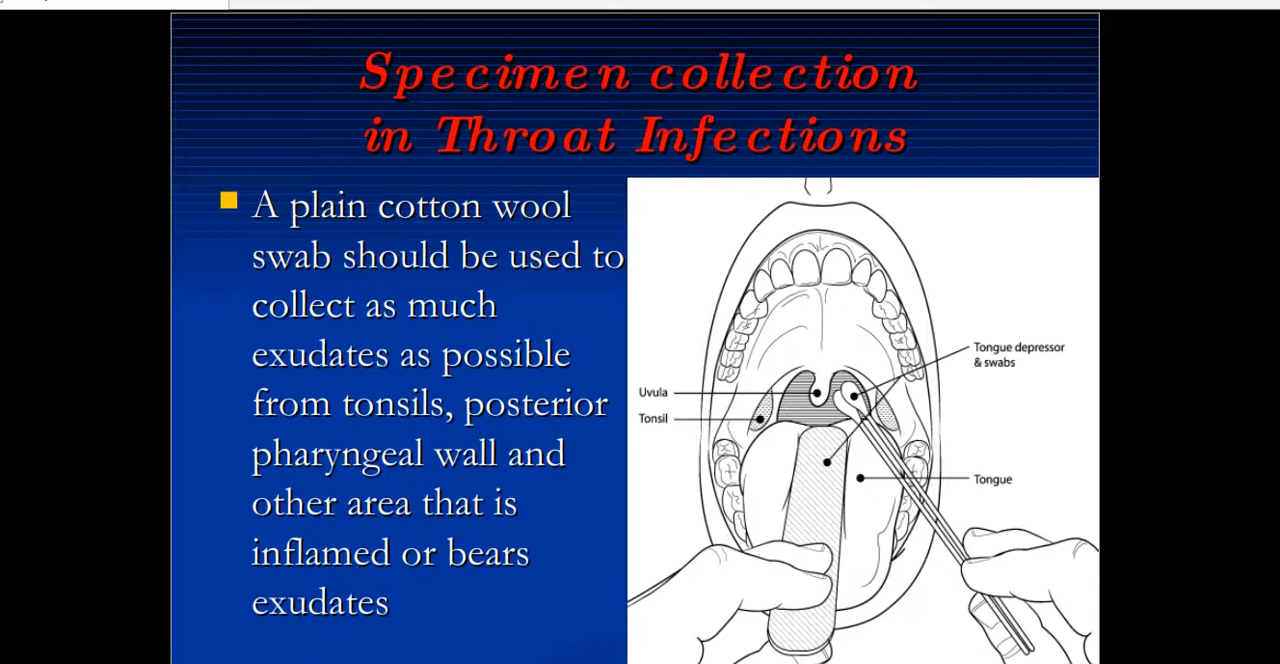 Specimen collection
in Throat Infections
A plain cotton wool
swab should be used to
collect as much
exudates as possible
from tonsils, posterior
pharyngeal wall and
other area that is
inflamed or bears
exudates
Tongue depressor
& swabs
Uvula
Tonsil
Tongue